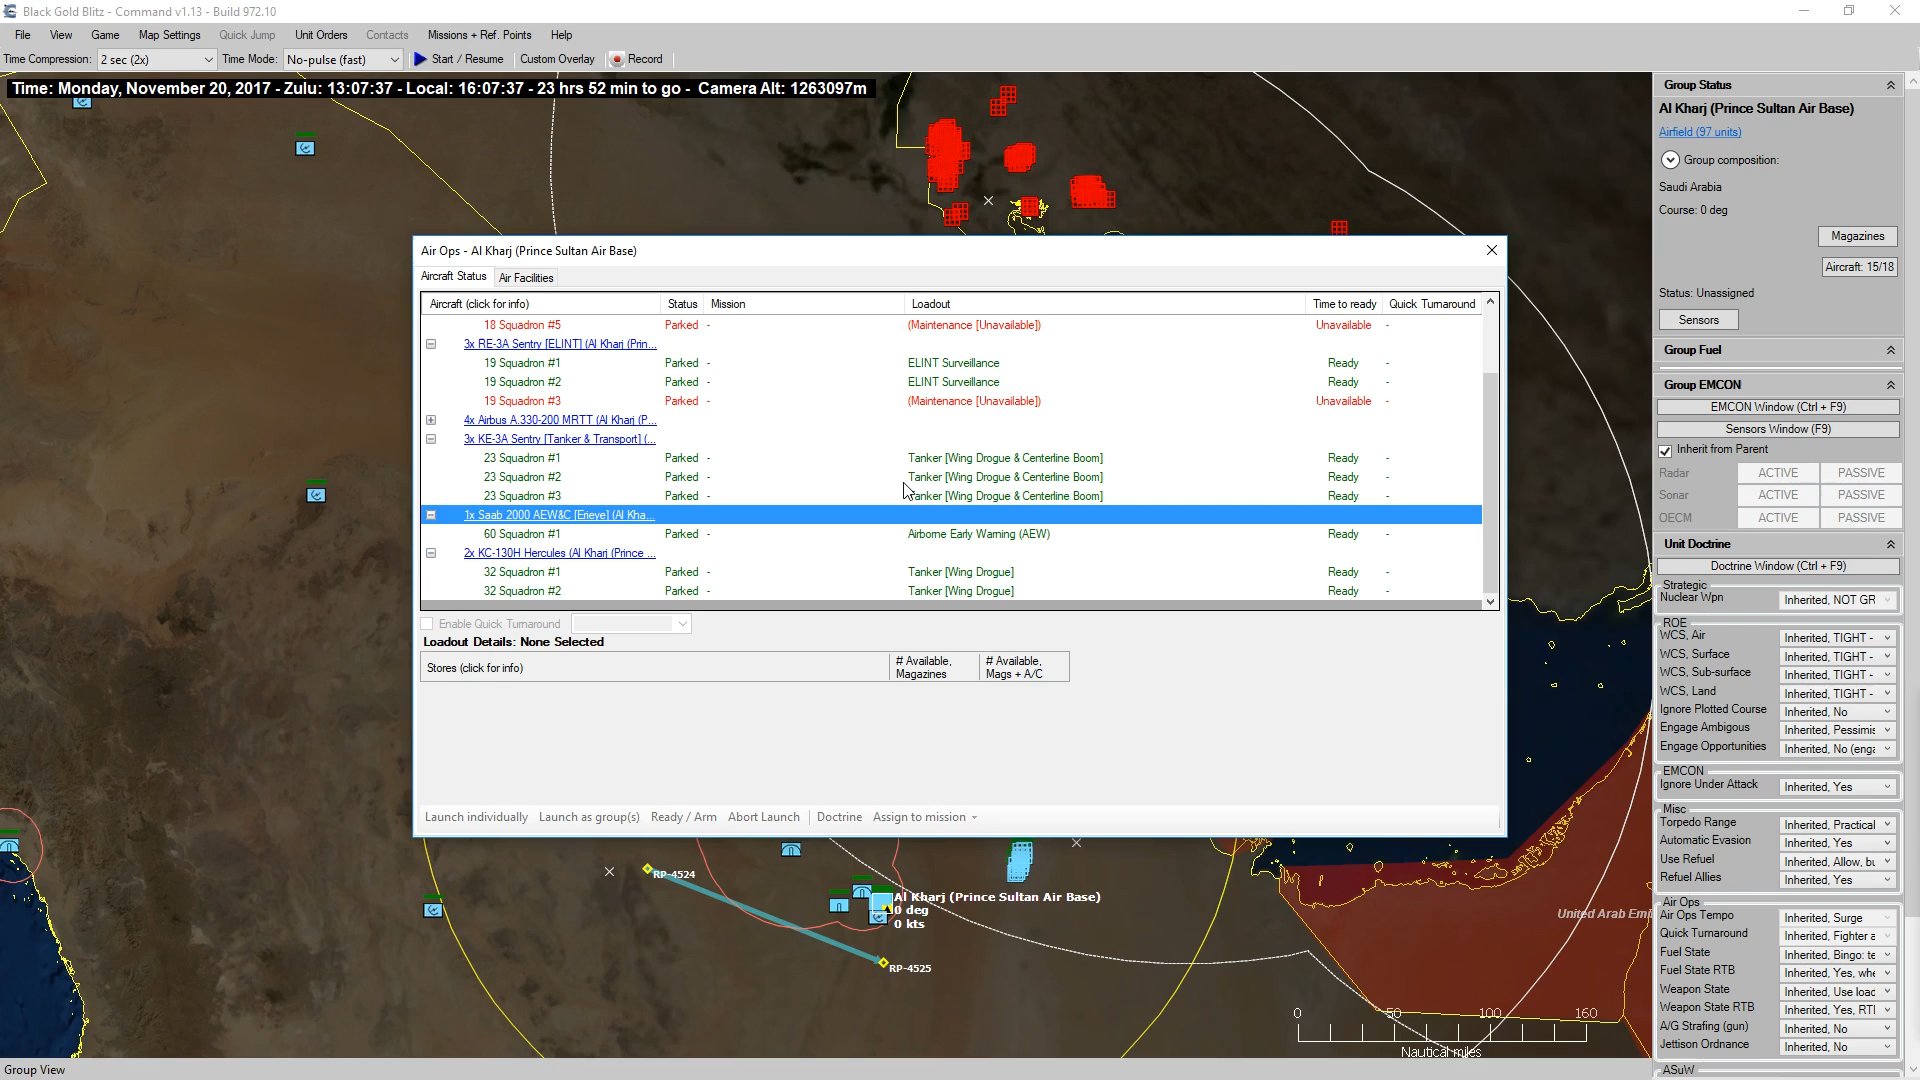 Black Gold Blitz - Command v1.13 - Build 972.10
File View Game Map Settings Quick Jump Unit Orders Contacts Missions + Ref. Points Help
Time Compression: 2 sec (2x) Time Mode: No-pulse (fast) Start / Resume Custom Overlay Record
Time: Monday, November 20, 2017 - Zulu: 13:07:37 - Local: 16:07:37 - 23 hrs 52 min to go - Camera Alt: 1263097m
Air Ops - Al Kharj (Prince Sultan Air Base)
Aircraft Status Air Facilities
Aircraft (click for info) Status Mission Loadout Time to ready Quick Turnaround
18 Squadron #5 Parked - (Maintenance [Unavailable]) Unavailable -
3x RE-3A Sentry [ELINT] (Al Kharj (Prin...
19 Squadron #1 Parked - ELINT Surveillance Ready -
19 Squadron #2 Parked - ELINT Surveillance Ready -
19 Squadron #3 Parked - (Maintenance [Unavailable]) Unavailable -
4x Airbus A.330-200 MRTT (Al Kharj (P...
3x KE-3A Sentry [Tanker & Transport] (...
23 Squadron #1 Parked - Tanker [Wing Drogue & Centerline Boom] Ready -
23 Squadron #2 Parked - Tanker [Wing Drogue & Centerline Boom] Ready -
23 Squadron #3 Parked - Tanker [Wing Drogue & Centerline Boom] Ready -
1x Saab 2000 AEW&C [Erieye] (Al Kha...
60 Squadron #1 Parked - Airborne Early Warning (AEW) Ready -
2x KC-130H Hercules (Al Kharj (Prince ...
32 Squadron #1 Parked - Tanker [Wing Drogue] Ready -
32 Squadron #2 Parked - Tanker [Wing Drogue] Ready -
Enable Quick Turnaround
Loadout Details: None Selected
Stores (click for info) # Available, Magazines # Available, Mags + A/C
Launch individually Launch as group(s) Ready / Arm Abort Launch Doctrine Assign to mission
RP-4524
Al Kharj (Prince Sultan Air Base)
0 deg
0 kts
RP-4525
United Arab Emi
0 50 100 160
Nautical miles
Group View
Group Status
Al Kharj (Prince Sultan Air Base)
Airfield (97 units)
Group composition:
Saudi Arabia
Course: 0 deg
Magazines
Aircraft: 15/18
Status: Unassigned
Sensors
Group Fuel
Group EMCON
EMCON Window (Ctrl + F9)
Sensors Window (F9)
Inherit from Parent
Radar ACTIVE PASSIVE
Sonar ACTIVE PASSIVE
OECM ACTIVE PASSIVE
Unit Doctrine
Doctrine Window (Ctrl + F9)
Strategic
Nuclear Wpn Inherited, NOT GR
ROE
WCS, Air Inherited, TIGHT -
WCS, Surface Inherited, TIGHT -
WCS, Sub-surface Inherited, TIGHT -
WCS, Land Inherited, TIGHT -
Ignore Plotted Course Inherited, No
Engage Ambiguous Inherited, Pessimis
Engage Opportunities Inherited, No (enga
EMCON
Ignore Under Attack Inherited, Yes
Misc
Torpedo Range Inherited, Practical
Automatic Evasion Inherited, Yes
Use Refuel Inherited, Allow, bu
Refuel Allies Inherited, Yes
Air Ops
Air Ops Tempo Inherited, Surge
Quick Turnaround Inherited, Fighter a
Fuel State Inherited, Bingo: te
Fuel State RTB Inherited, Yes, whe
Weapon State Inherited, Use load
Weapon State RTB Inherited, Yes, RTI
A/G Strafing (gun) Inherited, No
Jettison Ordnance Inherited, No
ASuW